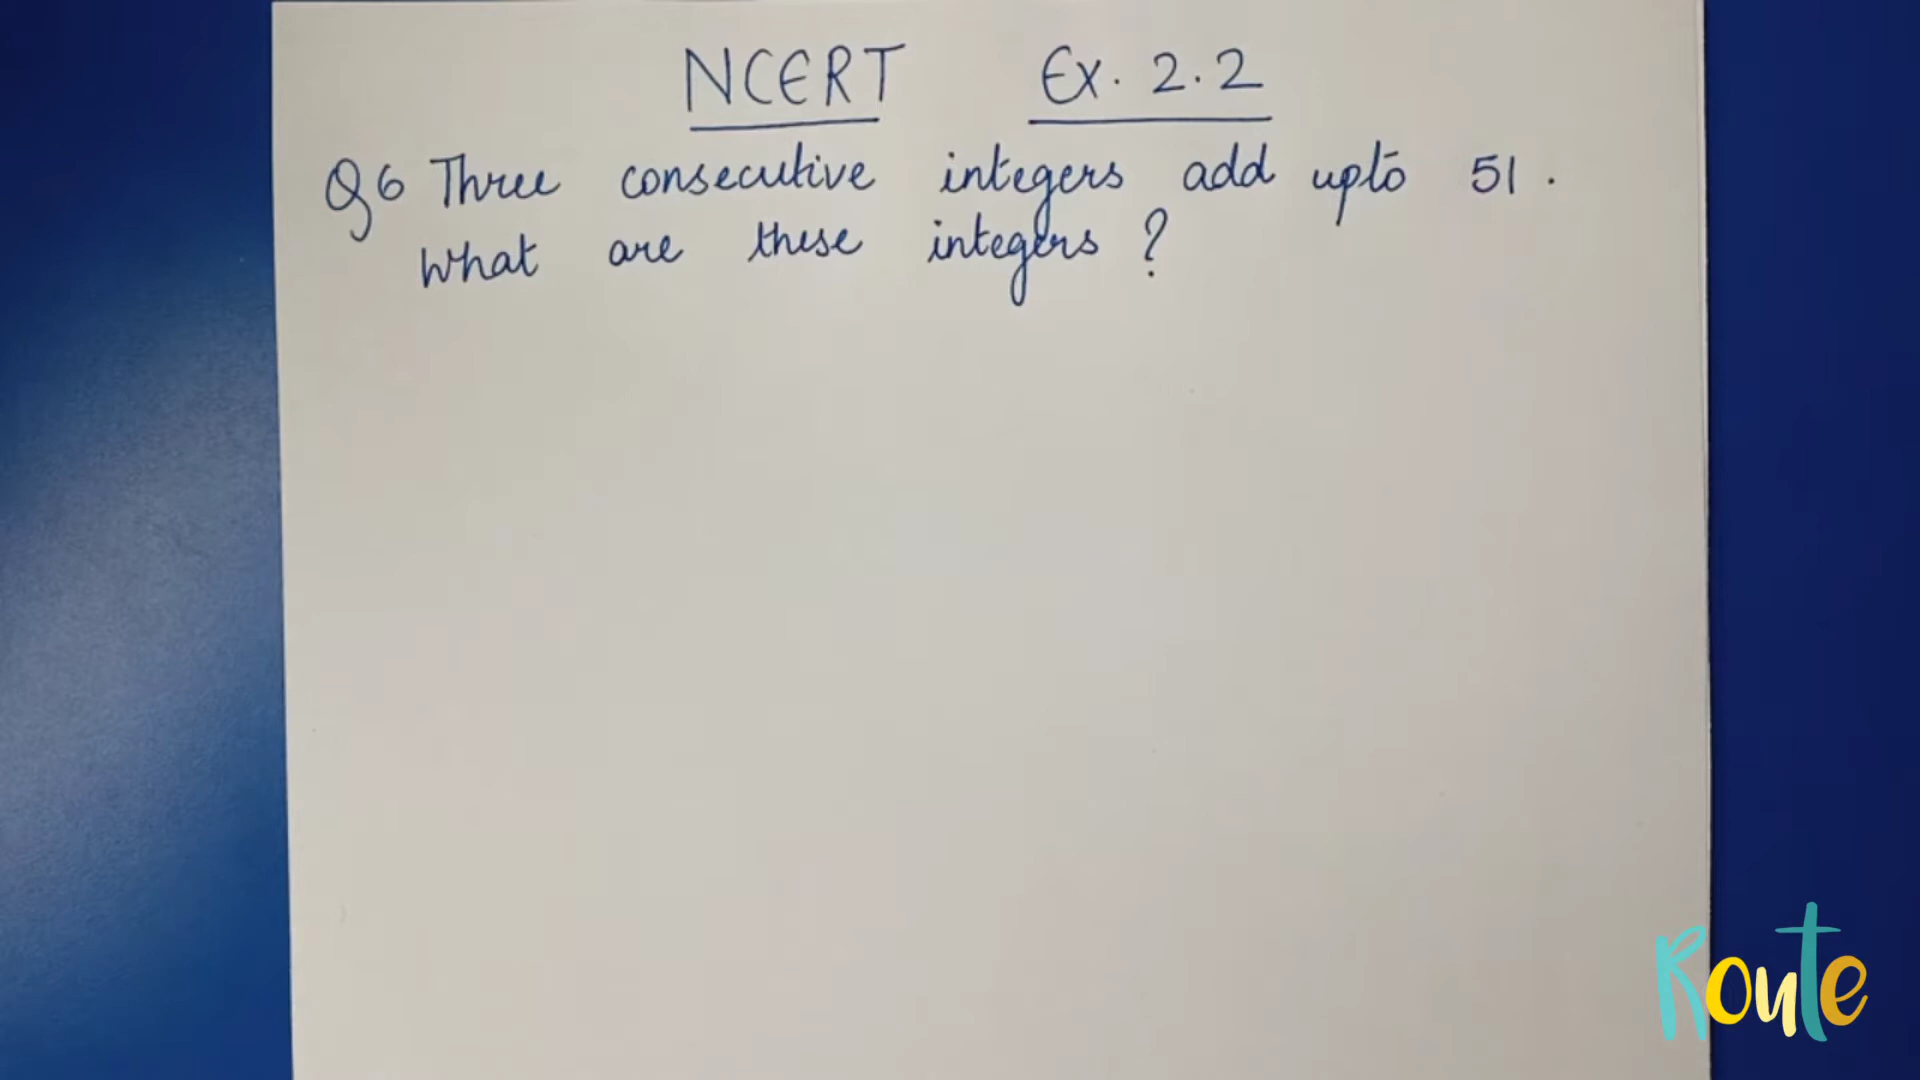 NCERT Ex. 2.2
Q6 Three consecutive integers add upto 51.
What are these integers?
Route